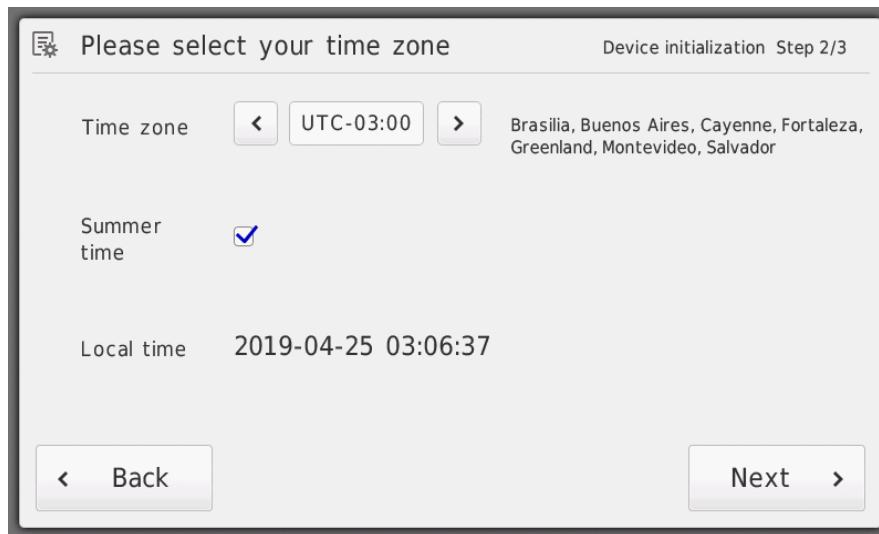 Please select your time zone
Device initialization Step 2/3
Time zone
UTC-03:00
Brasilia, Buenos Aires, Cayenne, Fortaleza,
Greenland, Montevideo, Salvador
Summer
time
Local time
2019-04-25 03:06:37
Back
Next